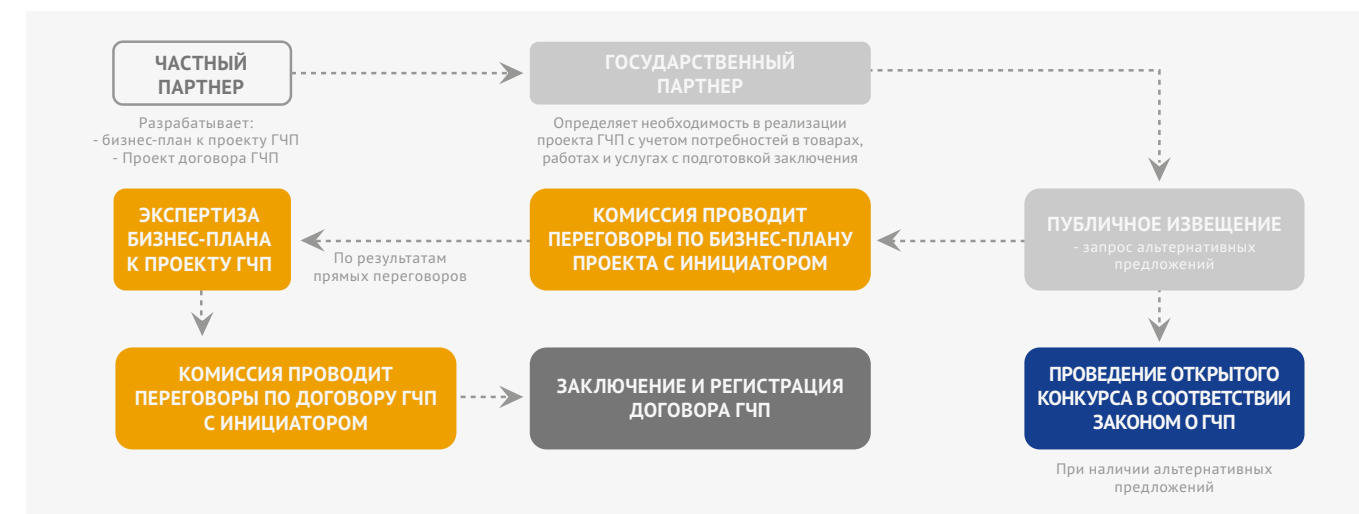 ЧАСТНЫЙ
ПАРТНЕР
Разрабатывает:
- бизнес-план к проекту ГЧП
- Проект договора ГЧП
ГОСУДАРСТВЕННЫЙ
ПАРТНЕР
Определяет необходимость в реализации
проекта ГЧП с учетом потребностей в товарах,
работах и услугах с подготовкой заключения
ПУБЛИЧНОЕ ИЗВЕЩЕНИЕ
- запрос альтернативных
предложений
КОМИССИЯ ПРОВОДИТ
ПЕРЕГОВОРЫ ПО БИЗНЕС-ПЛАНУ
ПРОЕКТА С ИНИЦИАТОРОМ
По результатам
прямых переговоров
ЭКСПЕРТИЗА
БИЗНЕС-ПЛАНА
К ПРОЕКТУ ГЧП
КОМИССИЯ ПРОВОДИТ
ПЕРЕГОВОРЫ ПО ДОГОВОРУ ГЧП
С ИНИЦИАТОРОМ
ЗАКЛЮЧЕНИЕ И РЕГИСТРАЦИЯ
ДОГОВОРА ГЧП
ПРОВЕДЕНИЕ ОТКРЫТОГО
КОНКУРСА В СООТВЕТСТВИИ
ЗАКОНОМ О ГЧП
При наличии альтернативных
предложений